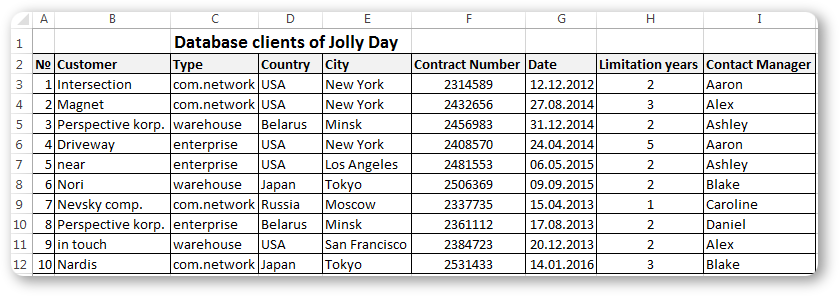 A B C D E F G H I
1 Database clients of Jolly Day
2 № Customer Type Country City Contract Number Date Limitation years Contact Manager
3 1 Intersection com.network USA New York 2314589 12.12.2012 2 Aaron
4 2 Magnet com.network USA New York 2432656 27.08.2014 3 Alex
5 3 Perspective korp. warehouse Belarus Minsk 2456983 31.12.2014 2 Ashley
6 4 Driveway enterprise USA New York 2408570 24.04.2014 5 Aaron
7 5 near enterprise USA Los Angeles 2481553 06.05.2015 2 Ashley
8 6 Nori warehouse Japan Tokyo 2506369 09.09.2015 2 Blake
9 7 Nevsky comp. com.network Russia Moscow 2337735 15.04.2013 1 Caroline
10 8 Perspective korp. enterprise Belarus Minsk 2361112 17.08.2013 2 Daniel
11 9 in touch warehouse USA San Francisco 2384723 20.12.2013 2 Alex
12 10 Nardis com.network Japan Tokyo 2531433 14.01.2016 3 Blake